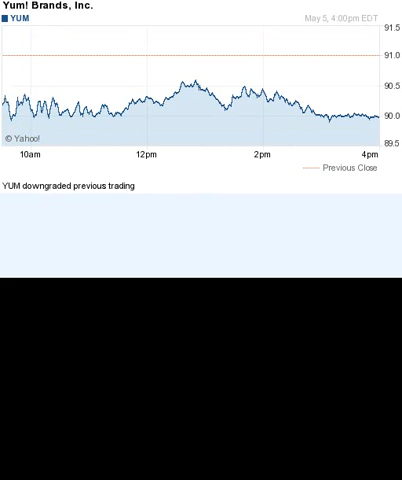 Yum! Brands, Inc.
YUM May 5, 4:00pm EDT
91.5
91.0
90.5
90.0
89.5
© Yahoo!
10am 12pm 2pm 4pm
Previous Close
YUM downgraded previous trading